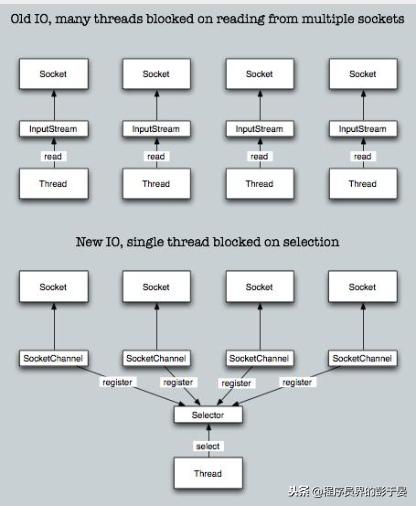 Old IO, many threads blocked on reading from multiple sockets
Socket Socket Socket Socket
InputStream InputStream InputStream InputStream
read read read read
Thread Thread Thread Thread
New IO, single thread blocked on selection
Socket Socket Socket Socket
SocketChannel SocketChannel SocketChannel SocketChannel
register register register register
Selector
select
Thread
头条 @程序员界的彭于晏